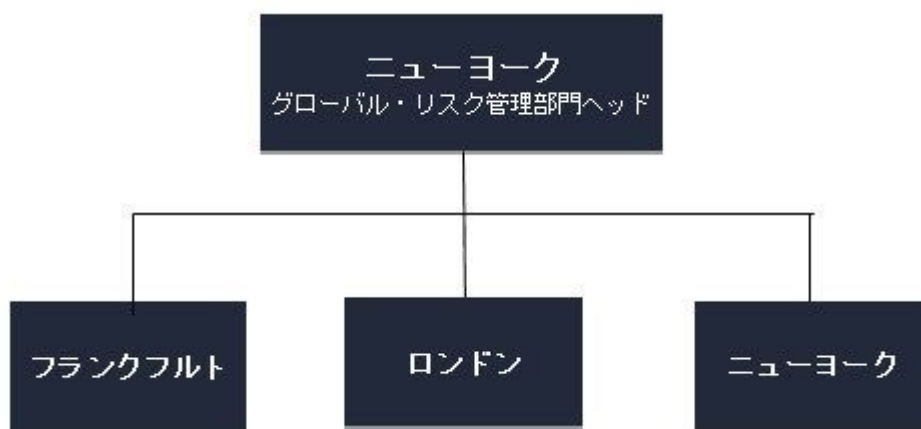 ニューヨーク
グローバル・リスク管理部門ヘッド
フランクフルト
ロンドン
ニューヨーク